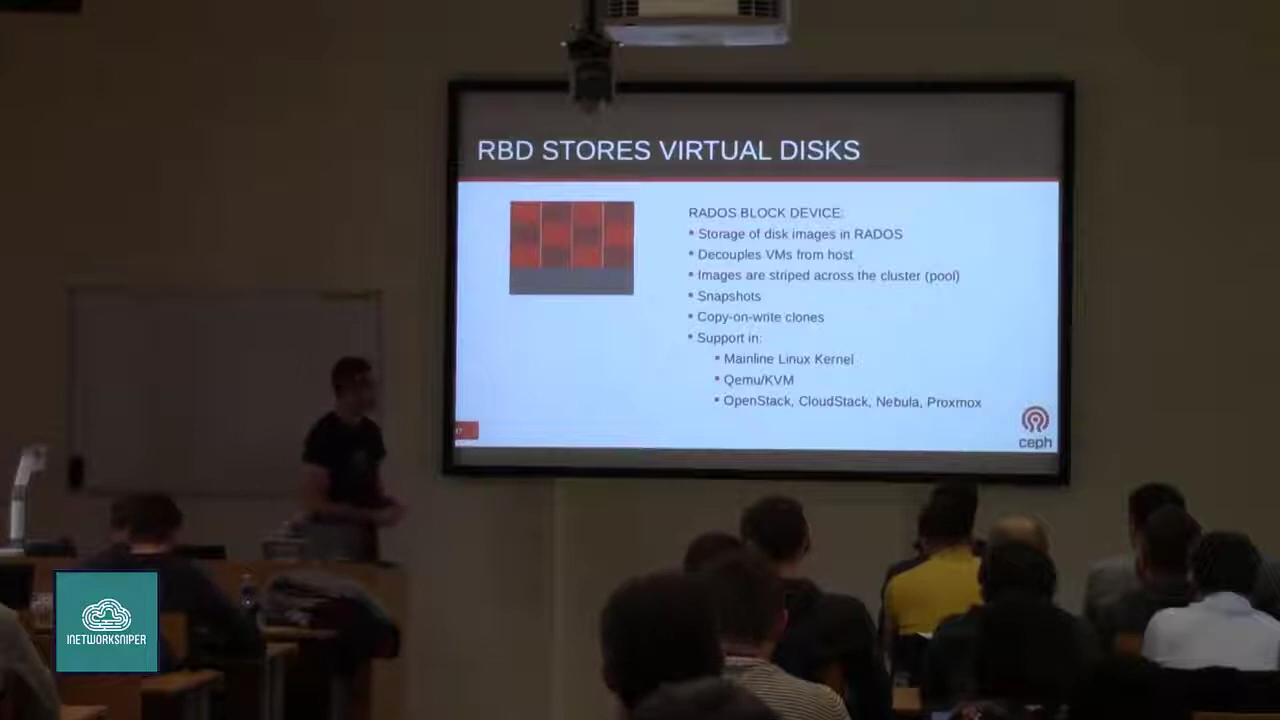 RBD STORES VIRTUAL DISKS
RADOS BLOCK DEVICE:
▪ Storage of disk images in RADOS
▪ Decouples VMs from host
▪ Images are striped across the cluster (pool)
▪ Snapshots
▪ Copy-on-write clones
▪ Support in:
▪ Mainline Linux Kernel
▪ Qemu/KVM
▪ OpenStack, CloudStack, Nebula, Proxmox
ceph
INETWORKSNIPER